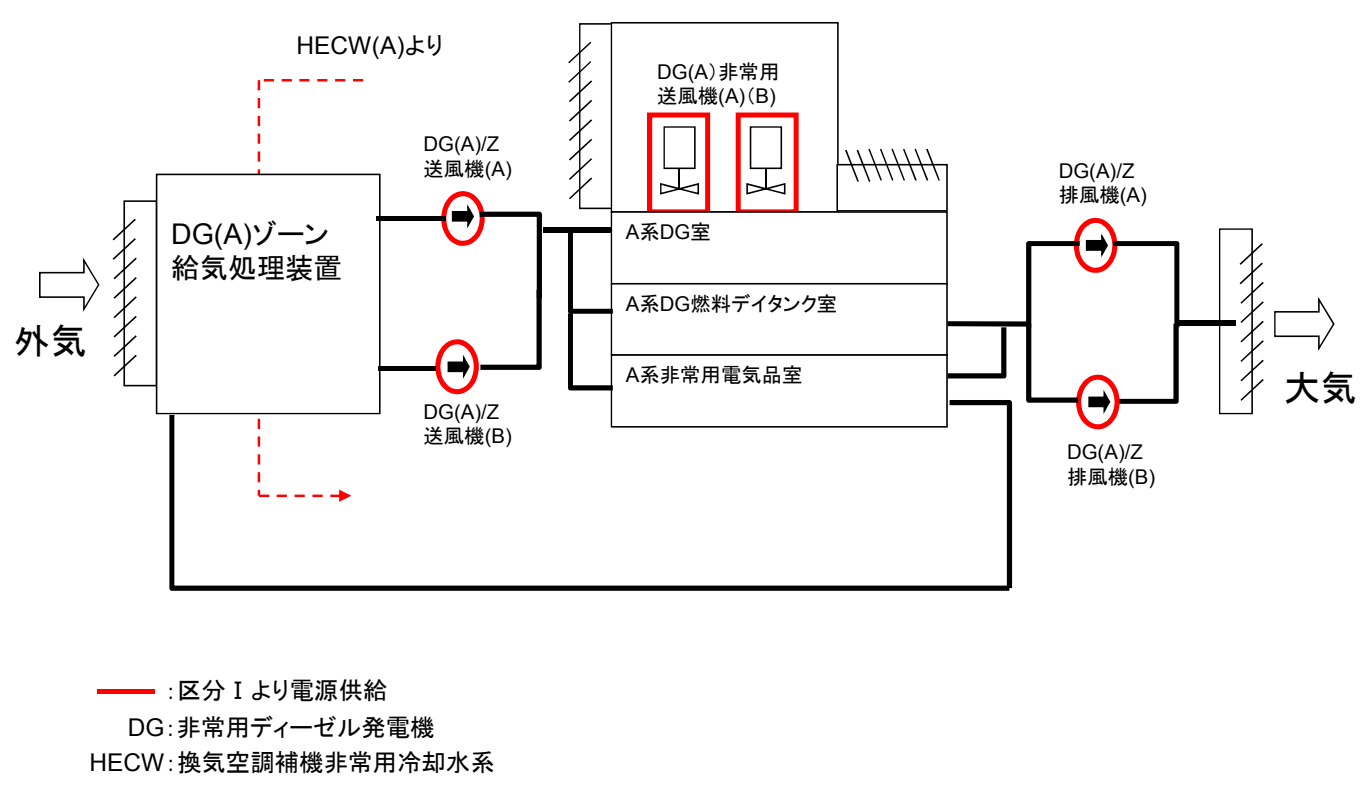 HECW(A)より
DG(A)非常用
送風機(A)(B)
DG(A)/Z
送風機(A)
DG(A)/Z
排風機(A)
DG(A)ゾーン
給気処理装置
A系DG室
A系DG燃料デイタンク室
A系非常用電気品室
外気
大気
DG(A)/Z
送風機(B)
DG(A)/Z
排風機(B)
:区分Ⅰより電源供給
DG:非常用ディーゼル発電機
HECW:換気空調補機非常用冷却水系